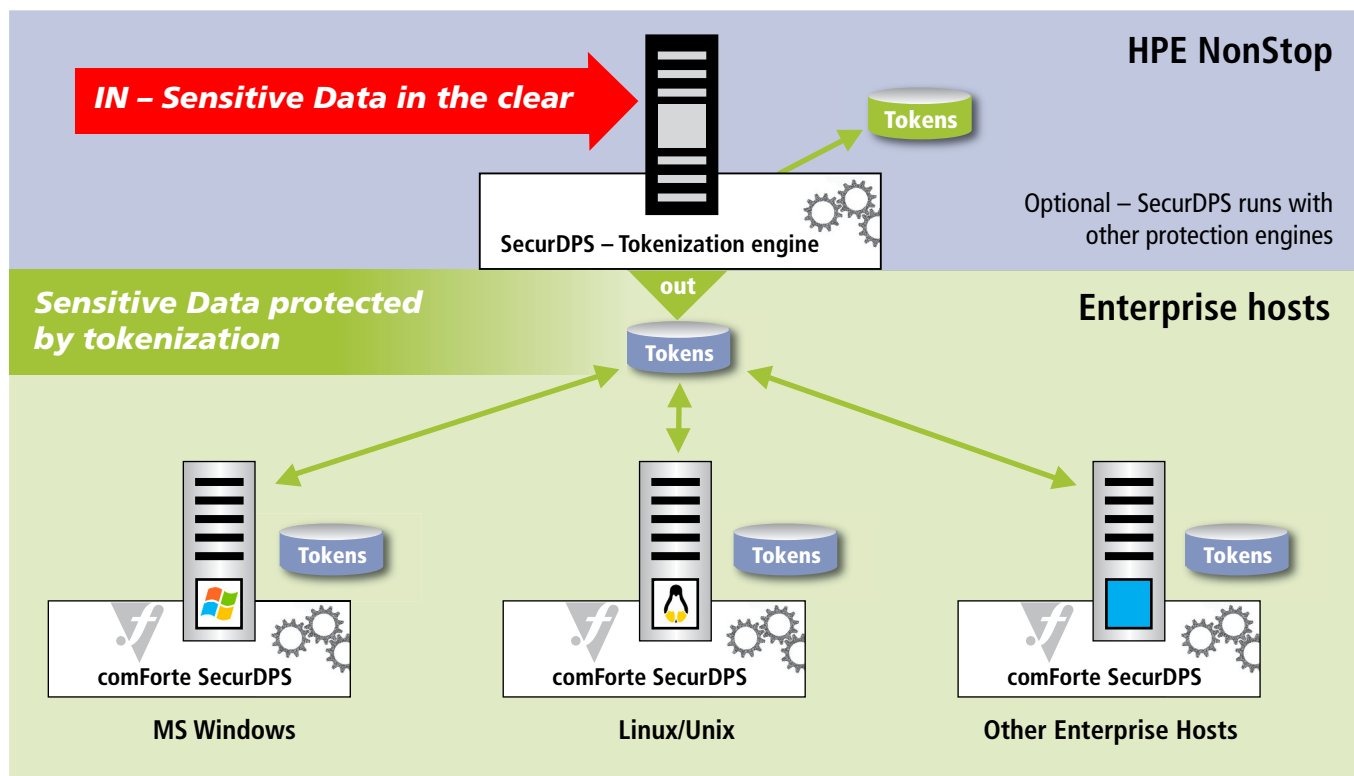 HPE NonStop
IN – Sensitive Data in the clear
Tokens
Optional – SecurDPS runs with
other protection engines
SecurDPS – Tokenization engine
out
Sensitive Data protected
by tokenization
Enterprise hosts
Tokens
Tokens
Tokens
Tokens
comForte SecurDPS
comForte SecurDPS
comForte SecurDPS
MS Windows
Linux/Unix
Other Enterprise Hosts